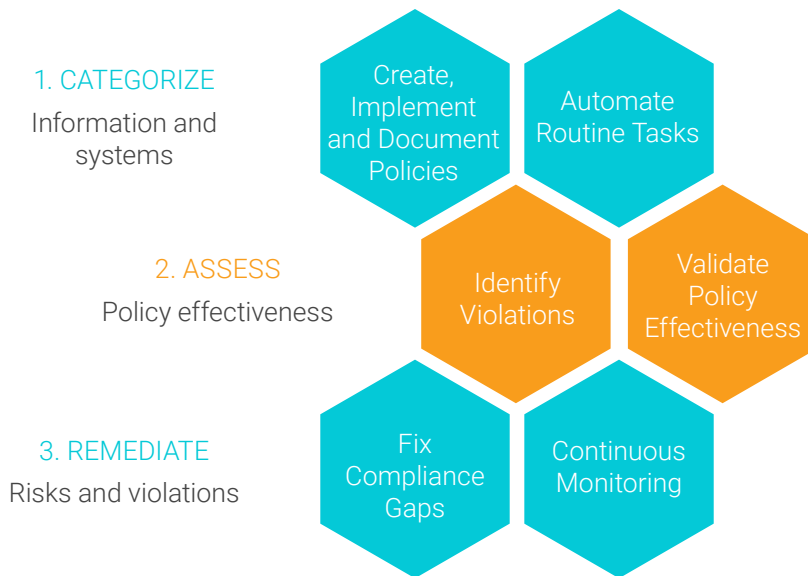 1. CATEGORIZE
Information and
systems
Create,
Implement
and Document
Policies
Automate
Routine Tasks
2. ASSESS
Policy effectiveness
Identify
Violations
Validate
Policy
Effectiveness
3. REMEDIATE
Risks and violations
Fix
Compliance
Gaps
Continuous
Monitoring